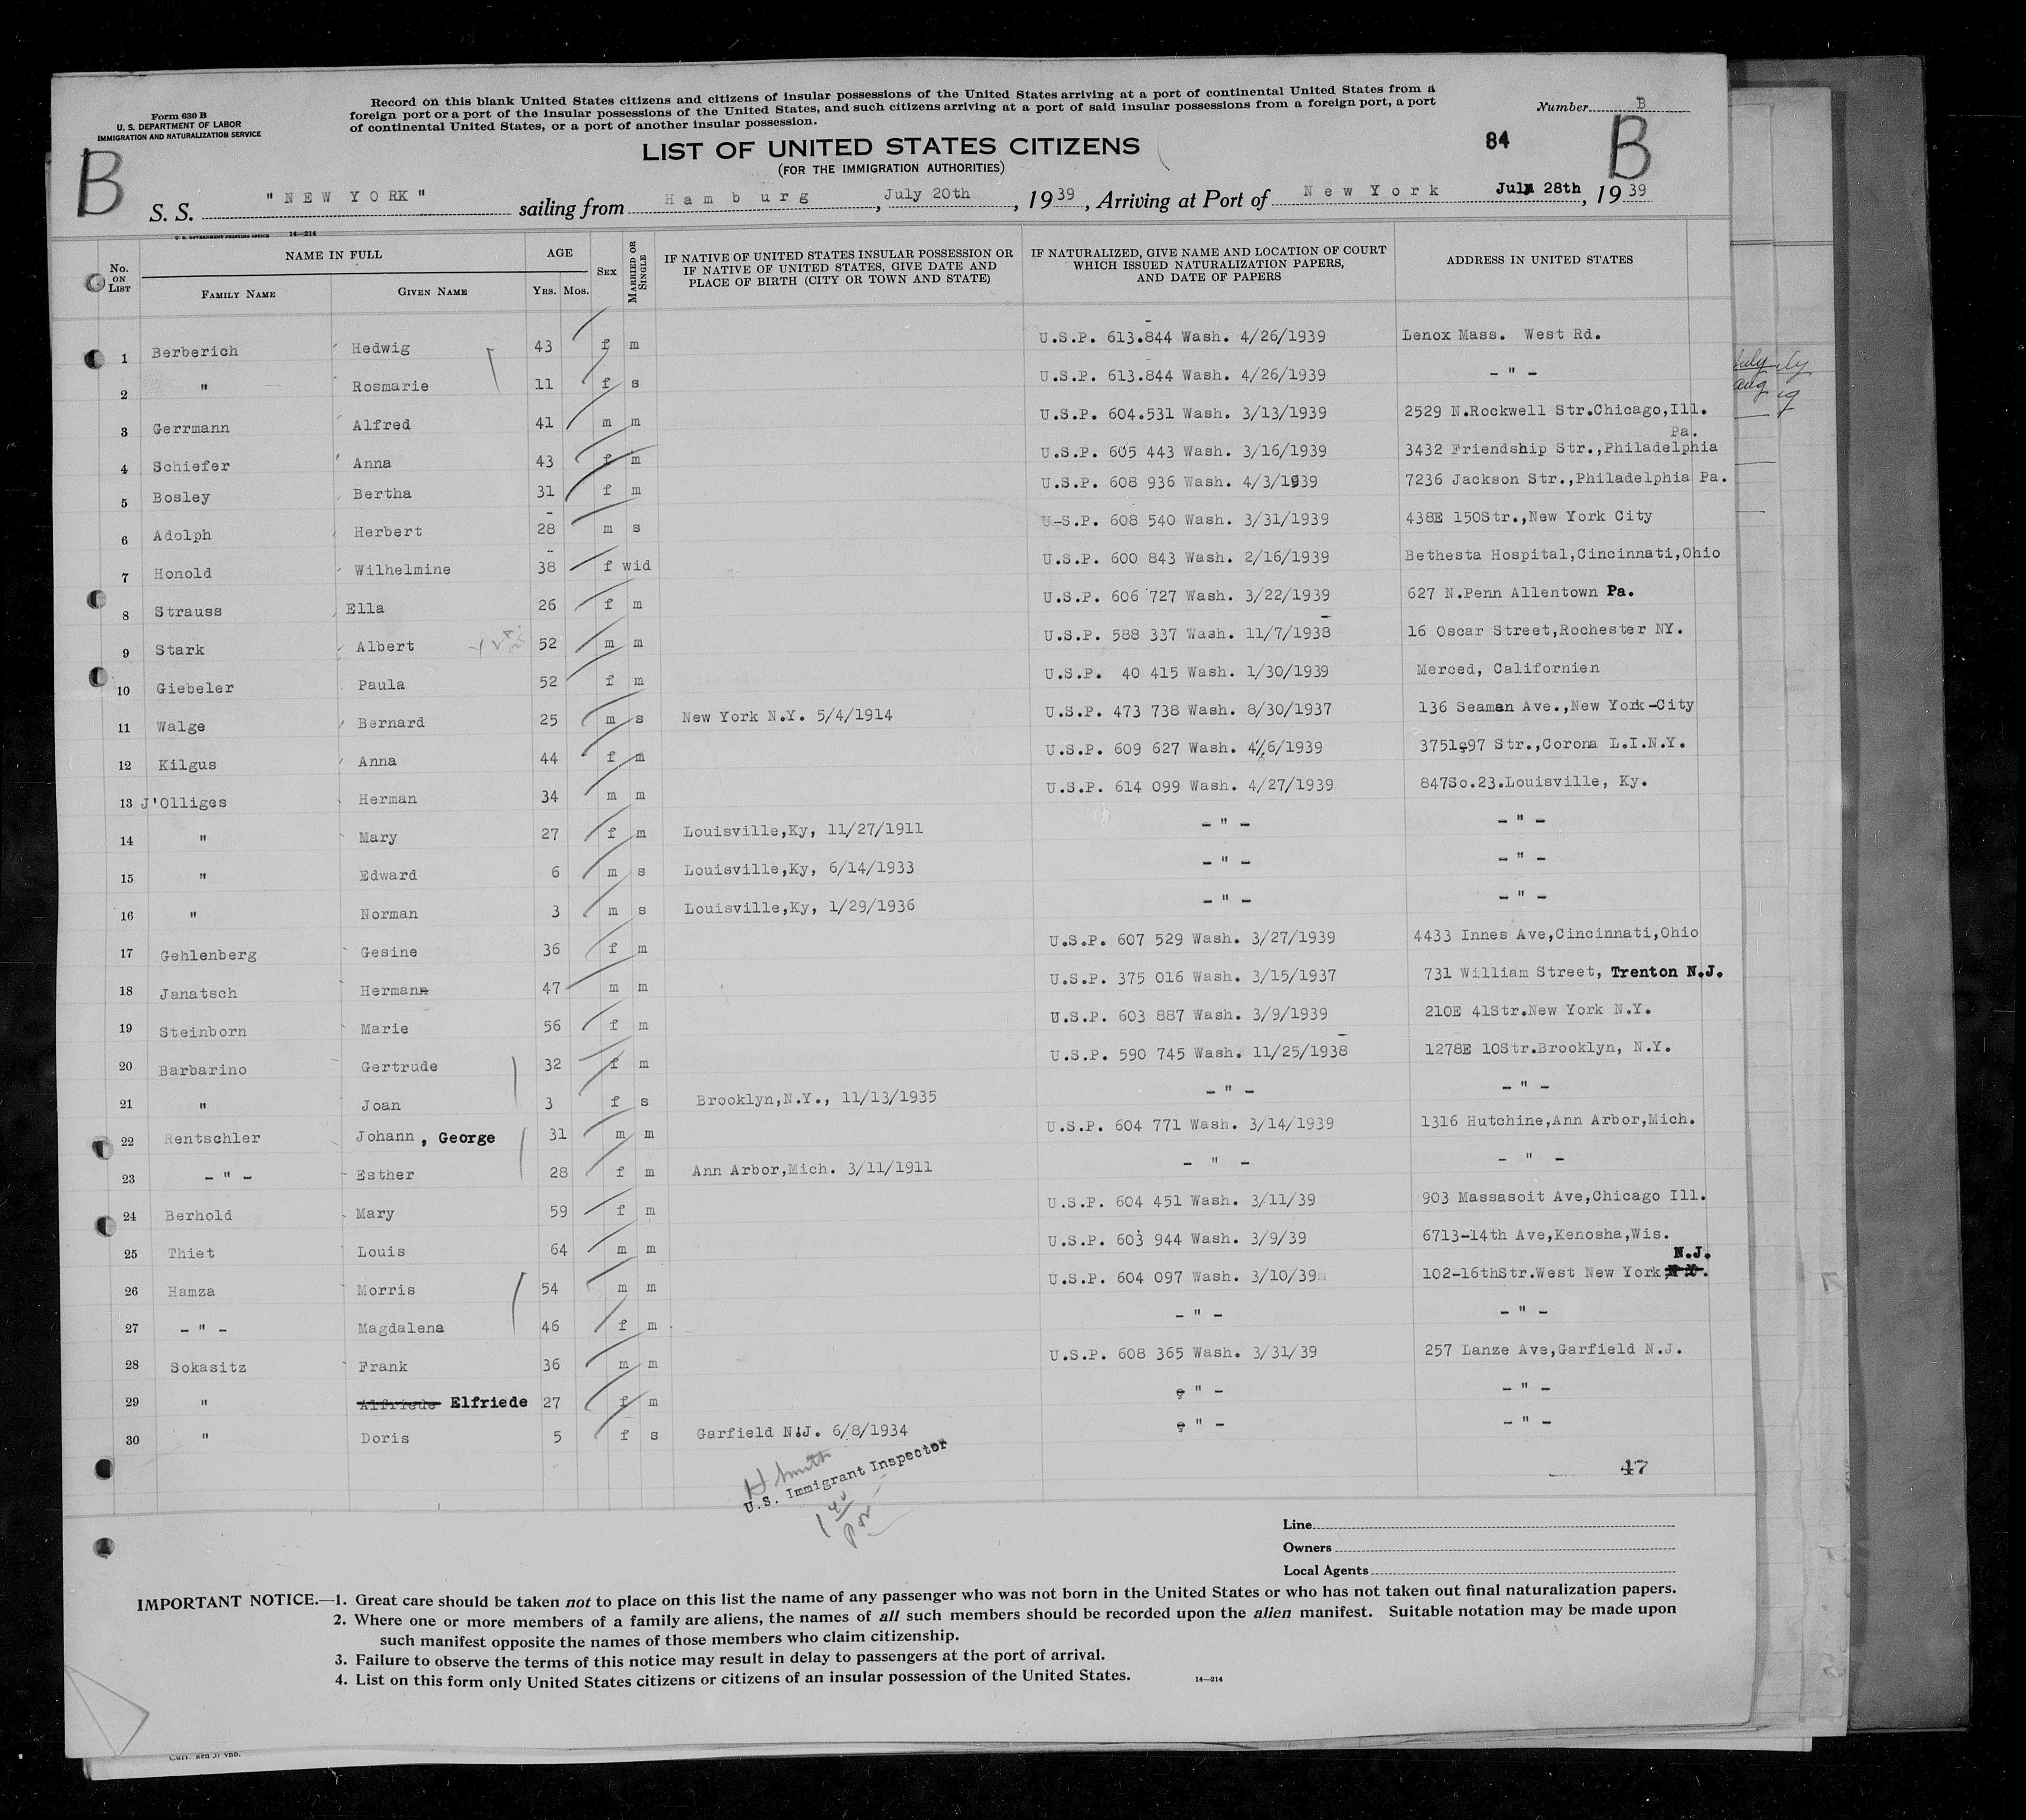 Form 630 B
U. S. DEPARTMENT OF LABOR
IMMIGRATION AND NATURALIZATION SERVICE
Record on this blank United States citizens and citizens of insular possessions of the United States arriving at a port of continental United States from a
foreign port or a port of the insular possessions of the United States, and such citizens arriving at a port of said insular possessions from a foreign port, a port
of continental United States, or a port of another insular possession.
Number B
B
LIST OF UNITED STATES CITIZENS
(FOR THE IMMIGRATION AUTHORITIES)
84
B
S. S. "NEW YORK" sailing from Hamburg, July 20th, 1939, Arriving at Port of New York July 28th, 1939
U. S. GOVERNMENT PRINTING OFFICE 14—214
No. ON LIST
NAME IN FULL
FAMILY NAME
GIVEN NAME
AGE
YRS. MOS.
SEX
MARRIED OR SINGLE
IF NATIVE OF UNITED STATES INSULAR POSSESSION OR
IF NATIVE OF UNITED STATES, GIVE DATE AND
PLACE OF BIRTH (CITY OR TOWN AND STATE)
IF NATURALIZED, GIVE NAME AND LOCATION OF COURT
WHICH ISSUED NATURALIZATION PAPERS,
AND DATE OF PAPERS
ADDRESS IN UNITED STATES
1 Berberich Hedwig 43 f m U.S.P. 613.844 Wash. 4/26/1939 Lenox Mass. West Rd.
2 " Rosmarie 11 f s U.S.P. 613.844 Wash. 4/26/1939 - " -
3 Gerrmann Alfred 41 m m U.S.P. 604.531 Wash. 3/13/1939 2529 N.Rockwell Str.Chicago,Ill.
Pa.
4 Schiefer Anna 43 f m U.S.P. 605 443 Wash. 3/16/1939 3432 Friendship Str.,Philadelphia
5 Bosley Bertha 31 f m U.S.P. 608 936 Wash. 4/3/1939 7236 Jackson Str.,Philadelphia Pa.
6 Adolph Herbert 28 m s U-S.P. 608 540 Wash. 3/31/1939 438E 150Str.,New York City
7 Honold Wilhelmine 38 f wid U.S.P. 600 843 Wash. 2/16/1939 Bethesta Hospital,Cincinnati,Ohio
8 Strauss Ella 26 f m U.S.P. 606 727 Wash. 3/22/1939 627 N.Penn Allentown Pa.
9 Stark Albert 52 m m U.S.P. 588 337 Wash. 11/7/1938 16 Oscar Street,Rochester NY.
10 Giebeler Paula 52 f m U.S.P. 40 415 Wash. 1/30/1939 Merced, Californien
11 Walge Bernard 25 m s New York N.Y. 5/4/1914 U.S.P. 473 738 Wash. 8/30/1937 136 Seaman Ave.,New York-City
12 Kilgus Anna 44 f m U.S.P. 609 627 Wash. 4/6/1939 3751-97 Str.,Corona L.I.N.Y.
13 J'Olliges Herman 34 m m U.S.P. 614 099 Wash. 4/27/1939 847So.23.Louisville, Ky.
14 " Mary 27 f m Louisville,Ky, 11/27/1911 - " - - " -
15 " Edward 6 m s Louisville,Ky, 6/14/1933 - " - - " -
16 " Norman 3 m s Louisville,Ky, 1/29/1936 - " - - " -
17 Gehlenberg Gesine 36 f m U.S.P. 607 529 Wash. 3/27/1939 4433 Innes Ave,Cincinnati,Ohio
18 Janatsch Hermann 47 m m U.S.P. 375 016 Wash. 3/15/1937 731 William Street, Trenton N.J.
19 Steinborn Marie 56 f m U.S.P. 603 887 Wash. 3/9/1939 210E 41Str.New York N.Y.
20 Barbarino Gertrude 32 f m U.S.P. 590 745 Wash. 11/25/1938 1278E 10Str.Brooklyn, N.Y.
21 " Joan 3 f s Brooklyn,N.Y., 11/13/1935 - " - - " -
22 Rentschler Johann, George 31 m m U.S.P. 604 771 Wash. 3/14/1939 1316 Hutchine,Ann Arbor,Mich.
23 - " - Esther 28 f m Ann Arbor,Mich. 3/11/1911 - " - - " -
24 Berhold Mary 59 f m U.S.P. 604 451 Wash. 3/11/39 903 Massasoit Ave,Chicago Ill.
25 Thiet Louis 64 m m U.S.P. 603 944 Wash. 3/9/39 6713-14th Ave,Kenosha,Wis.
N.J.
26 Hamza Morris 54 m m U.S.P. 604 097 Wash. 3/10/39 102-16thStr.West New York N.Y.
27 - " - Magdalena 46 f m - " - - " -
28 Sokasitz Frank 36 m m U.S.P. 608 365 Wash. 3/31/39 257 Lanze Ave,Garfield N.J.
29 " Alfriede Elfriede 27 f m - " - - " -
30 " Doris 5 f s Garfield N.J. 6/8/1934 - " - - " -
H Smith
U.S. Immigrant Inspector
47
Line
Owners
Local Agents
IMPORTANT NOTICE.—1. Great care should be taken not to place on this list the name of any passenger who was not born in the United States or who has not taken out final naturalization papers.
2. Where one or more members of a family are aliens, the names of all such members should be recorded upon the alien manifest. Suitable notation may be made upon
such manifest opposite the names of those members who claim citizenship.
3. Failure to observe the terms of this notice may result in delay to passengers at the port of arrival.
4. List on this form only United States citizens or citizens of an insular possession of the United States.
14—214